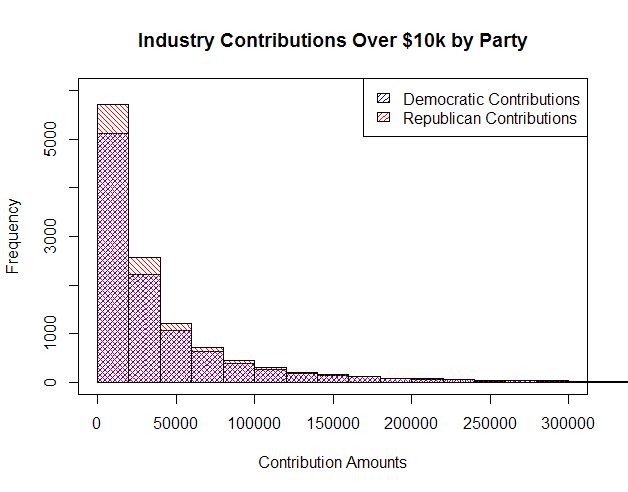 Industry Contributions Over $10k by Party
Democratic Contributions
Republican Contributions
Frequency
5000
3000
1000
0
0 50000 100000 150000 200000 250000 300000
Contribution Amounts